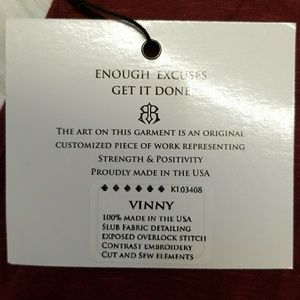 ENOUGH EXCUSES
GET IT DONE
THE ART ON THIS GARMENT IS AN ORIGINAL
CUSTOMIZED PIECE OF WORK REPRESENTING
STRENGTH & POSITIVITY
PROUDLY MADE IN THE USA
K103408
VINNY
100% MADE IN THE USA
SLUB FABRIC DETAILING
EXPOSED OVERLOCK STITCH
CONTRAST EMBROIDERY
CUT AND SEW ELEMENTS